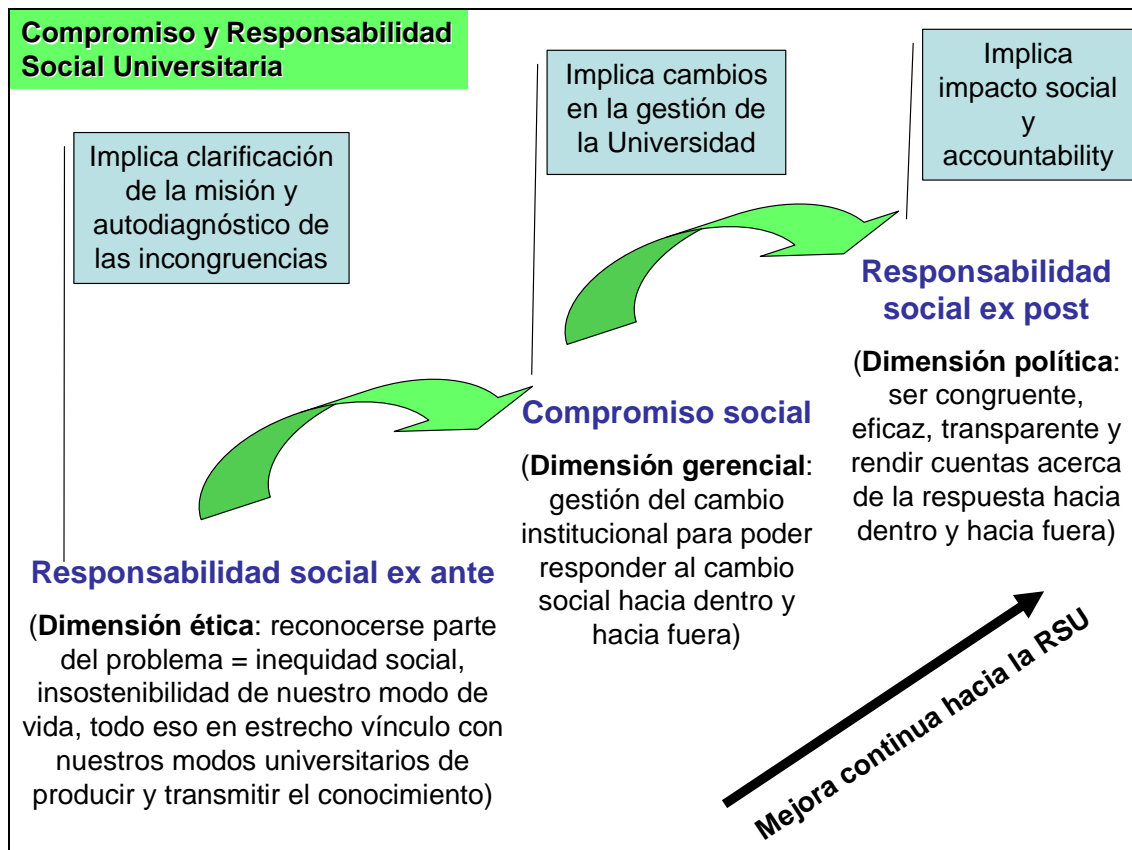 Compromiso y Responsabilidad
Social Universitaria
Implica clarificación
de la misión y
autodiagnóstico de
las incongruencias
Implica cambios
en la gestión de
la Universidad
Implica
impacto social
y
accountability
Responsabilidad social ex ante
(Dimensión ética: reconocerse parte
del problema = inequidad social,
insostenibilidad de nuestro modo de
vida, todo eso en estrecho vínculo con
nuestros modos universitarios de
producir y transmitir el conocimiento)
Compromiso social
(Dimensión gerencial:
gestión del cambio
institucional para poder
responder al cambio
social hacia dentro y
hacia fuera)
Responsabilidad
social ex post
(Dimensión política:
ser congruente,
eficaz, transparente y
rendir cuentas acerca
de la respuesta hacia
dentro y hacia fuera)
Mejora continua hacia la RSU